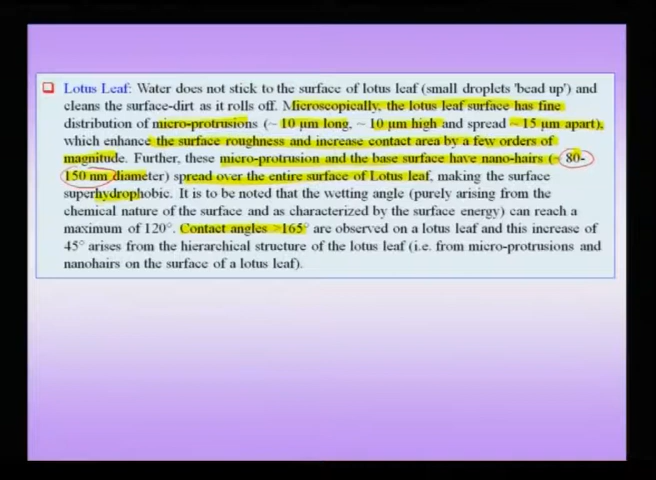 Lotus Leaf: Water does not stick to the surface of lotus leaf (small droplets 'bead up') and
cleans the surface-dirt as it rolls off. Microscopically, the lotus leaf surface has fine
distribution of micro-protrusions (~ 10 μm long, ~ 10 μm high and spread ~ 15 μm apart),
which enhance the surface roughness and increase contact area by a few orders of
magnitude. Further, these micro-protrusion and the base surface have nano-hairs (~ 80-
150 nm diameter) spread over the entire surface of Lotus leaf, making the surface
superhydrophobic. It is to be noted that the wetting angle (purely arising from the
chemical nature of the surface and as characterized by the surface energy) can reach a
maximum of 120°. Contact angles >165° are observed on a lotus leaf and this increase of
45° arises from the hierarchical structure of the lotus leaf (i.e. from micro-protrusions and
nanohairs on the surface of a lotus leaf).